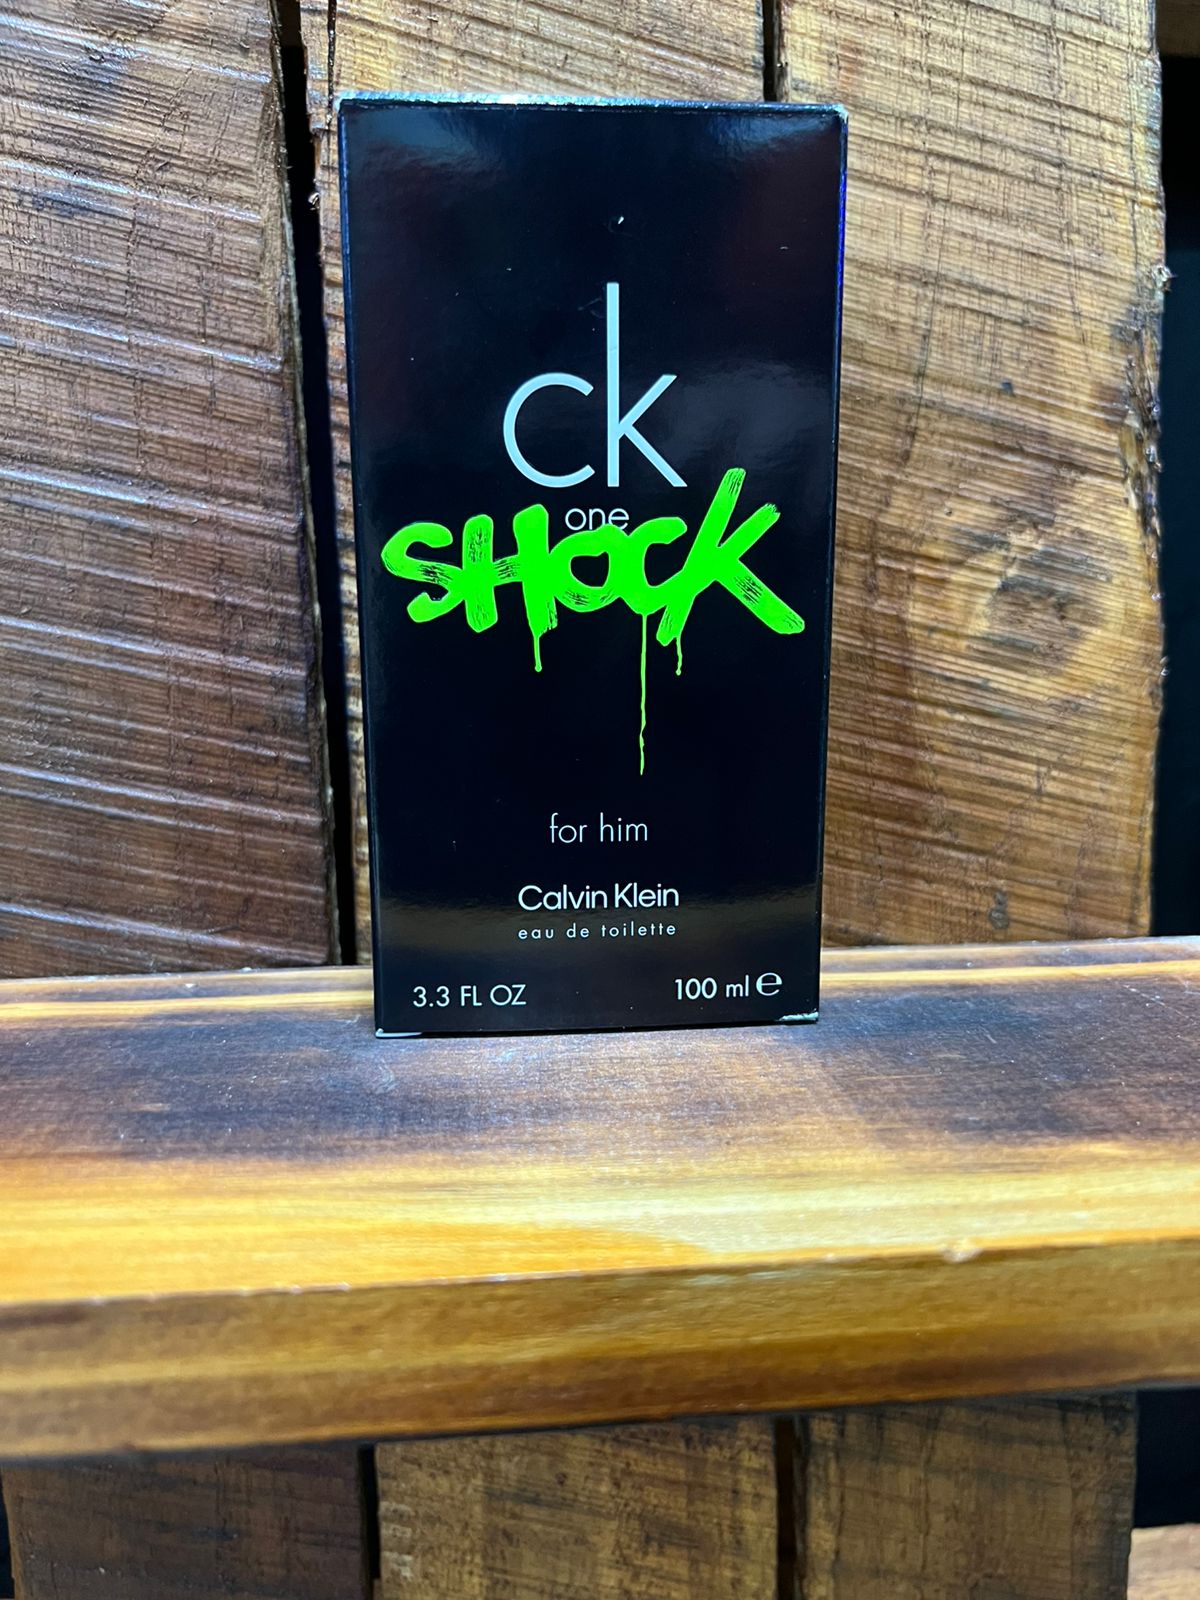 ck
one
SHOCK
for him
Calvin Klein
eau de toilette
3.3 FL OZ 100 ml ℮